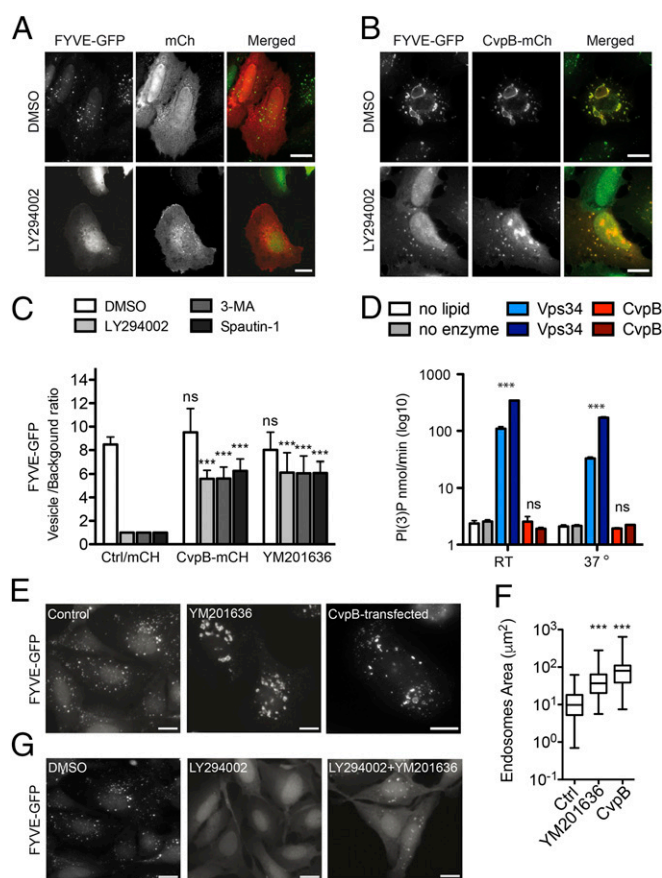 A
FYVE-GFP mCh Merged
DMSO
LY294002
B
FYVE-GFP CvpB-mCh Merged
DMSO
LY294002
C
DMSO 3-MA
LY294002 Spautin-1
FYVE-GFP
Vesicle /Backgound ratio
14
12
10
8
6
4
2
0
ns
*** *** ***
ns
*** *** ***
Ctrl/mCH CvpB-mCH YM201636
D
no lipid Vps34 CvpB
no enzyme Vps34 CvpB
PI(3)P nmol/min (log10)
1000
100
10
1
***
ns
***
ns
RT 37°
E
FYVE-GFP
Control YM201636 CvpB-transfected
F
Endosomes Area (μm²)
10³
10²
10¹
10⁰
10⁻¹
*** ***
Ctrl
YM201636
CvpB
G
FYVE-GFP
DMSO LY294002 LY294002+YM201636